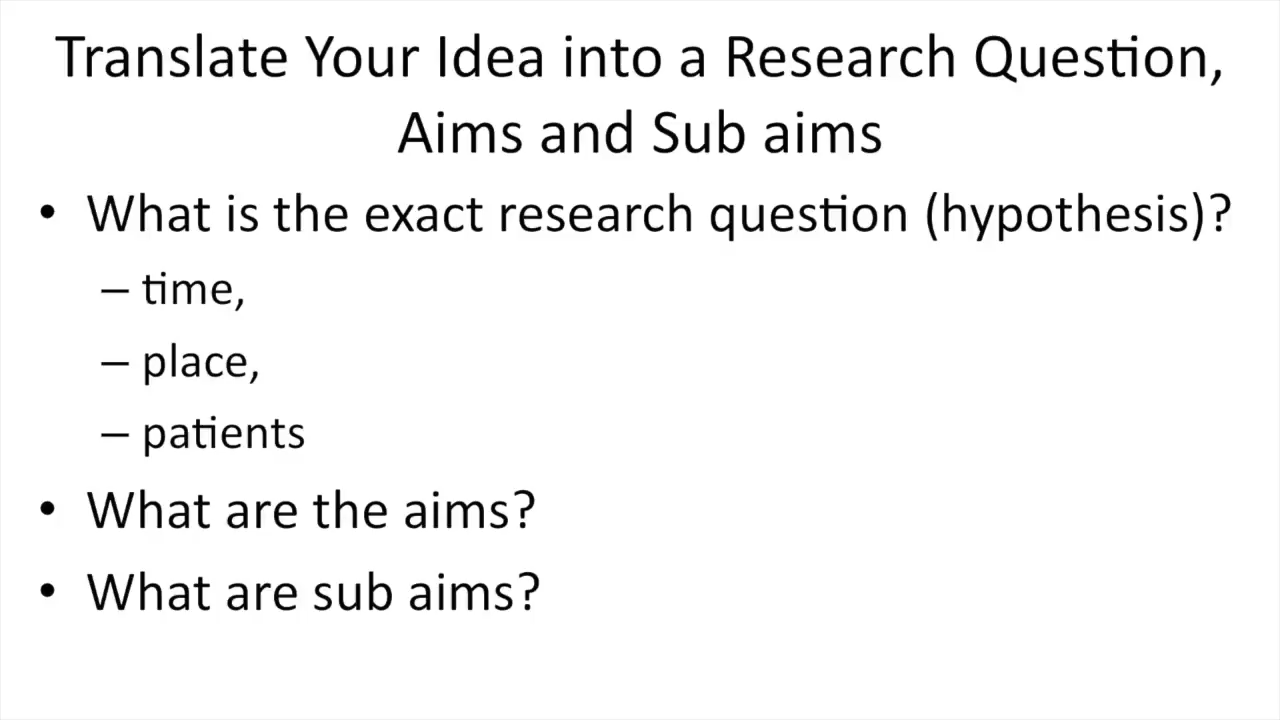 Translate Your Idea into a Research Question,
Aims and Sub aims
• What is the exact research question (hypothesis)?
– time,
– place,
– patients
• What are the aims?
• What are sub aims?